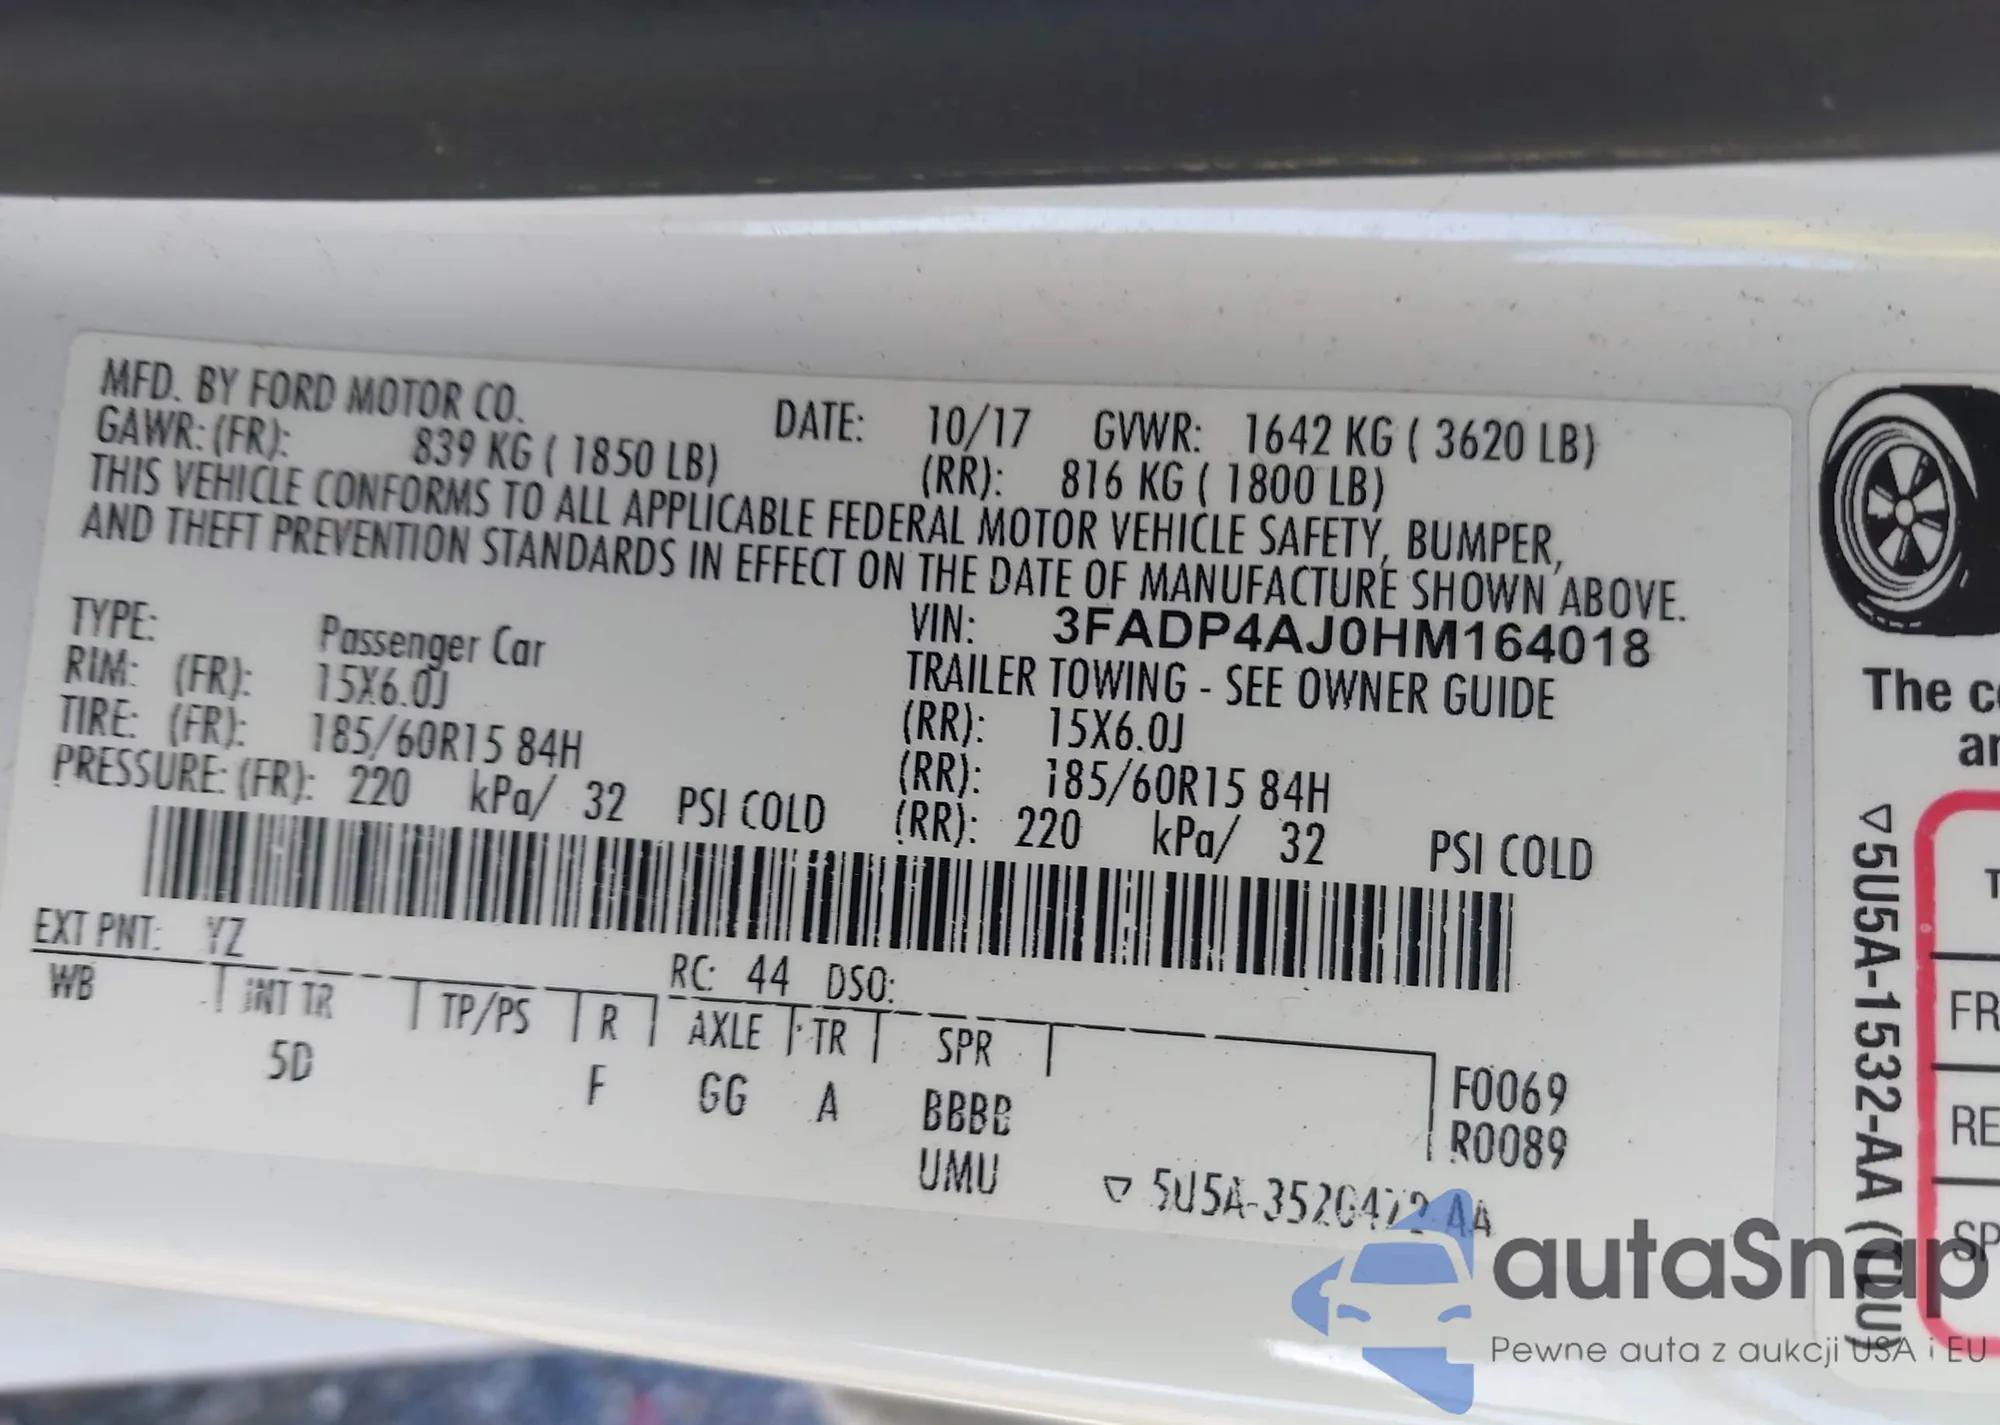 MFD. BY FORD MOTOR CO. DATE: 10/17 GVWR: 1642 KG ( 3620 LB)
GAWR: (FR): 839 KG ( 1850 LB) (RR): 816 KG ( 1800 LB)
THIS VEHICLE CONFORMS TO ALL APPLICABLE FEDERAL MOTOR VEHICLE SAFETY, BUMPER,
AND THEFT PREVENTION STANDARDS IN EFFECT ON THE DATE OF MANUFACTURE SHOWN ABOVE.
VIN: 3FADP4AJ0HM164018
TYPE: Passenger Car TRAILER TOWING - SEE OWNER GUIDE
RIM: (FR): 15X6.0J (RR): 15X6.0J
TIRE: (FR): 185/60R15 84H (RR): 185/60R15 84H
PRESSURE: (FR): 220 kPa/ 32 PSI COLD (RR): 220 kPa/ 32 PSI COLD
EXT PNT: YZ RC: 44 DSO:
WB INT TR TP/PS R AXLE TR SPR
5D F GG A BBBB F0069
UMU R0089
▽ 5U5A-3520472-AA
The
▽5U5A-1532-AA
FR
RE
SP
autaSnap
Pewne auta z aukcji USA i EU